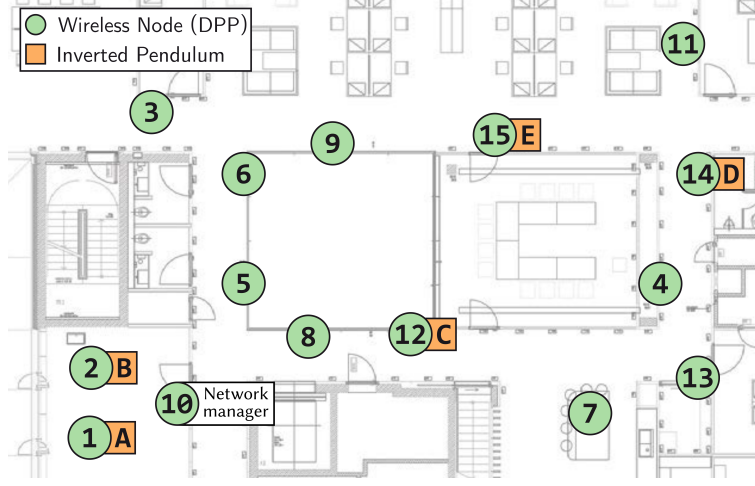 Wireless Node (DPP)
Inverted Pendulum
11
3
9
15 E
6
14 D
5
4
8
12 C
2 B
13
10 Network
manager
7
1 A